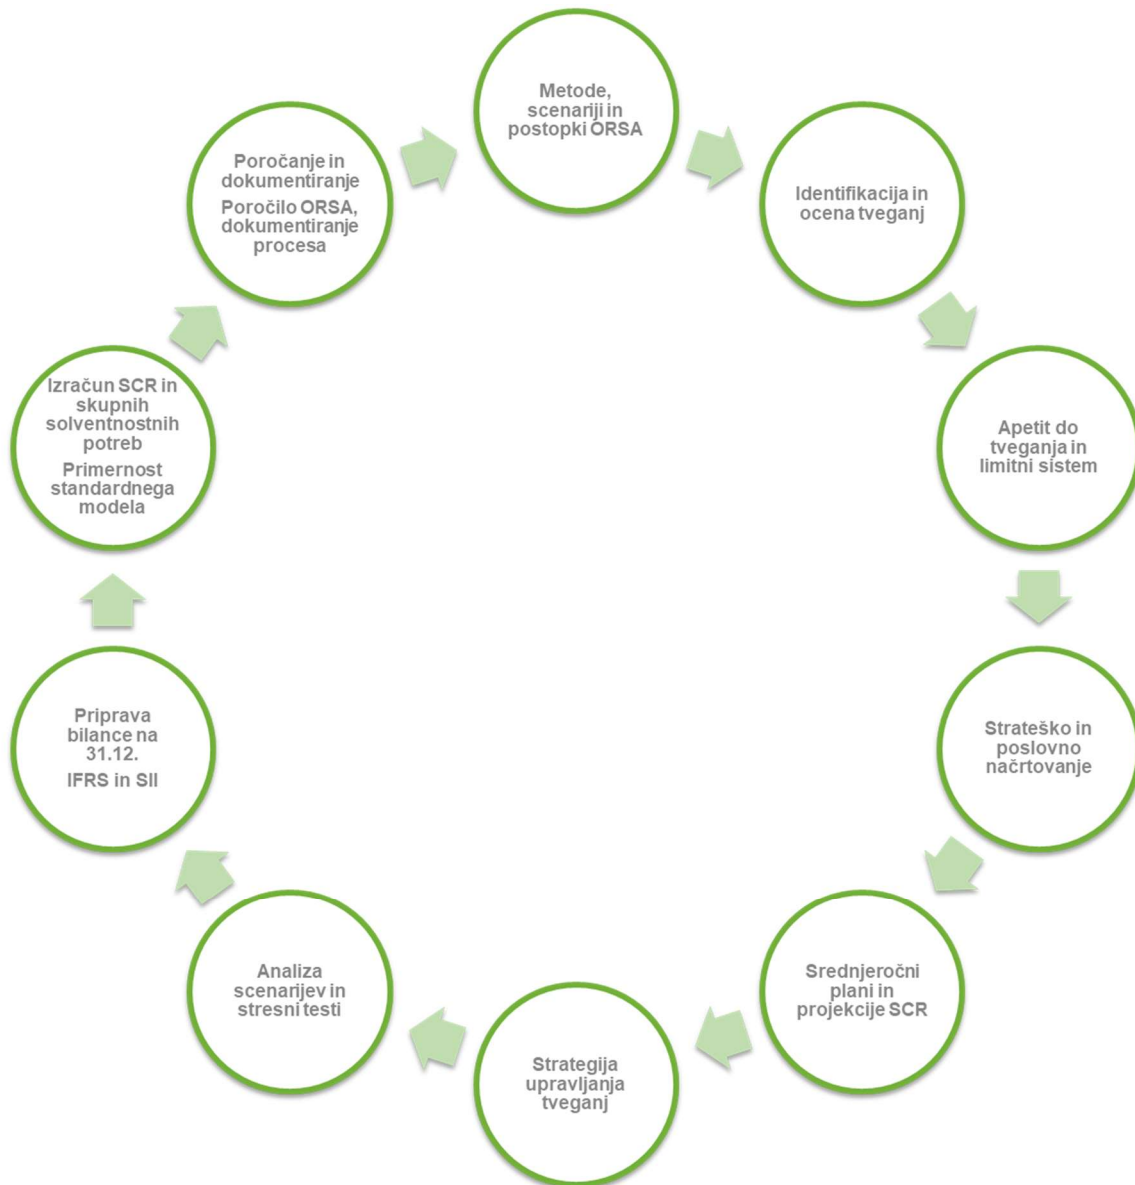 Metode,
scenariji in
postopki ORSA
Identifikacija in
ocena tveganj
Apetit do
tveganja in
limitni sistem
Strateško in
poslovno
načrtovanje
Srednjeročni
plani in
projekcije SCR
Strategija
upravljanja
tveganj
Analiza
scenarijev in
stresni testi
Priprava
bilance na
31.12.
IFRS in SII
Izračun SCR in
skupnih
solventnostnih
potreb
Primernost
standardnega
modela
Poročanje in
dokumentiranje
Poročilo ORSA,
dokumentiranje
procesa